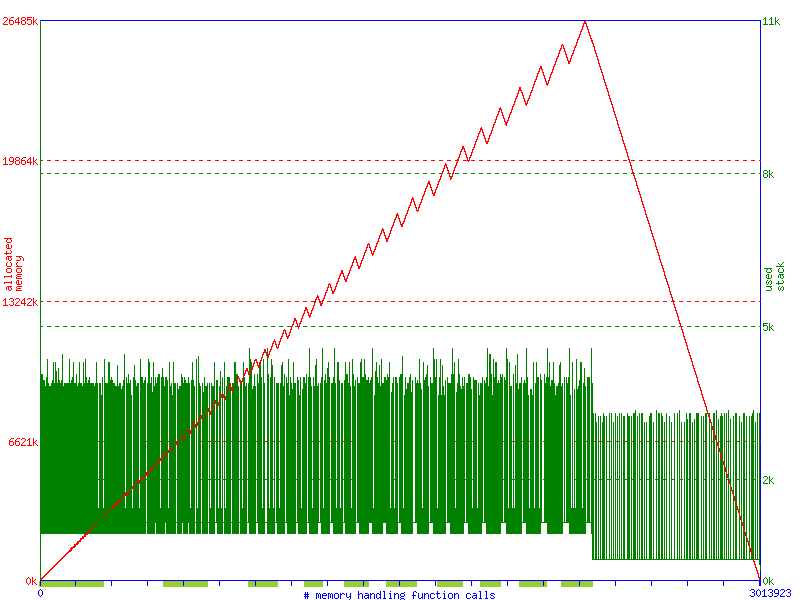 26485k
11k
19864k
8k
allocated
memory
used
stack
13242k
5k
6621k
2k
0k
0k
0
# memory handling function calls
3013923